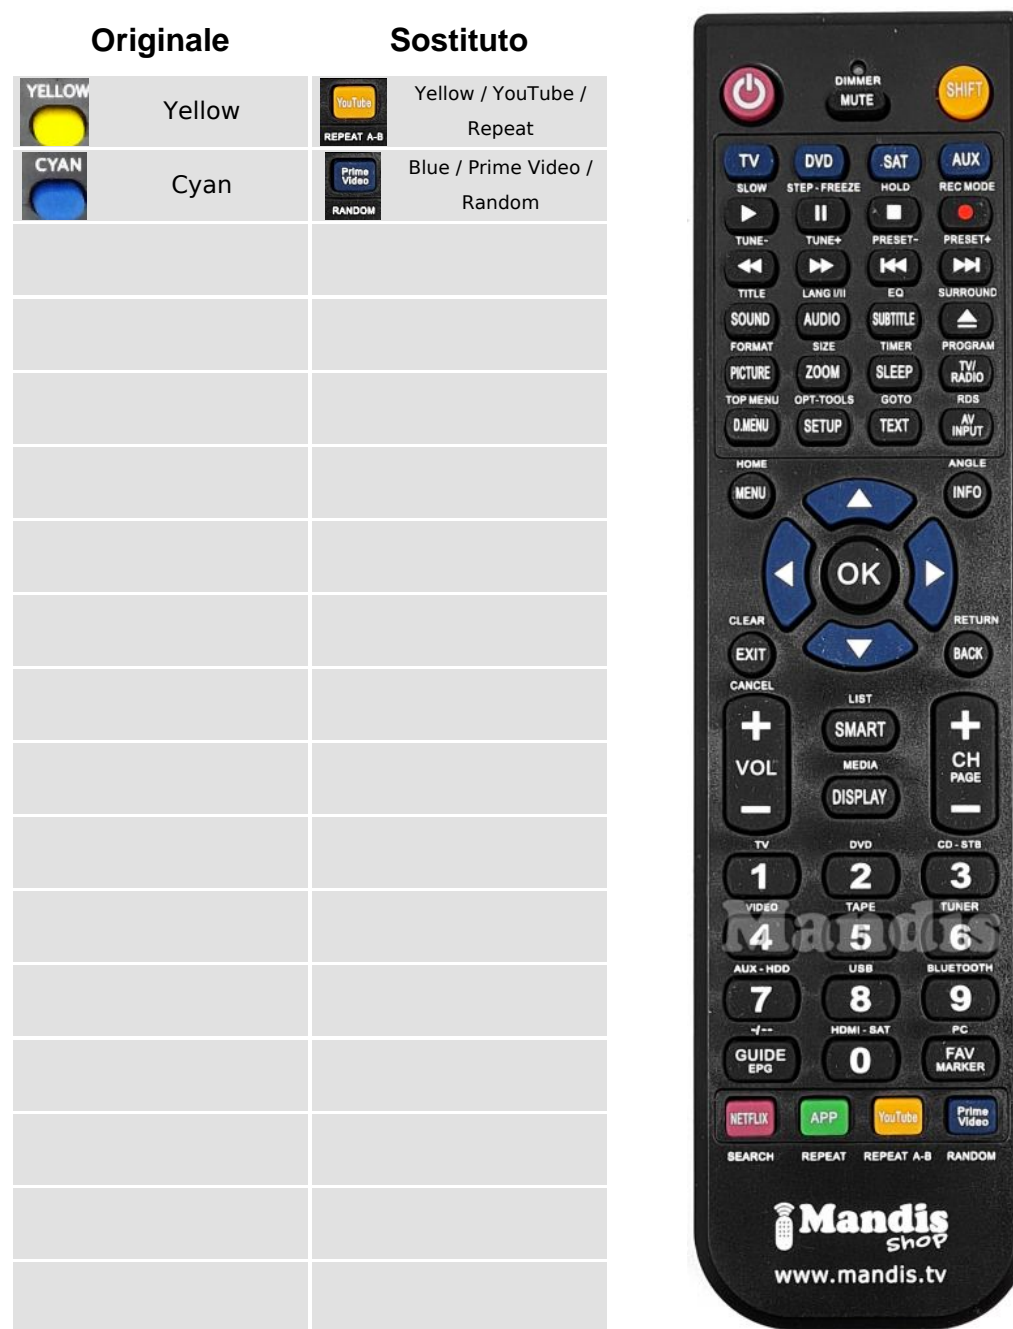 Originale Sostituto
YELLOW
Yellow
YouTube
REPEAT A-B
Yellow / YouTube /
Repeat
CYAN
Cyan
Prime
Video
RANDOM
Blue / Prime Video /
Random
DIMMER
MUTE
SHIFT
TV DVD SAT AUX
SLOW STEP-FREEZE HOLD REC MODE
TUNE- TUNE+ PRESET- PRESET+
TITLE LANG I/II EQ SURROUND
SOUND AUDIO SUBTITLE
FORMAT SIZE TIMER PROGRAM
PICTURE ZOOM SLEEP TV/
RADIO
TOP MENU OPT-TOOLS GOTO RDS
D.MENU SETUP TEXT AV
INPUT
HOME ANGLE
MENU INFO
OK
CLEAR RETURN
EXIT BACK
CANCEL
LIST
+ SMART +
VOL MEDIA CH
PAGE
- DISPLAY -
TV DVD CD-STB
1 2 3
VIDEO TAPE TUNER
Mandis
4 5 6
AUX-HDD USB BLUETOOTH
7 8 9
-/-- HDMI-SAT PC
GUIDE
EPG
0
FAV
MARKER
NETFLIX APP YouTube Prime
Video
SEARCH REPEAT REPEAT A-B RANDOM
Mandis
Shop
www.mandis.tv